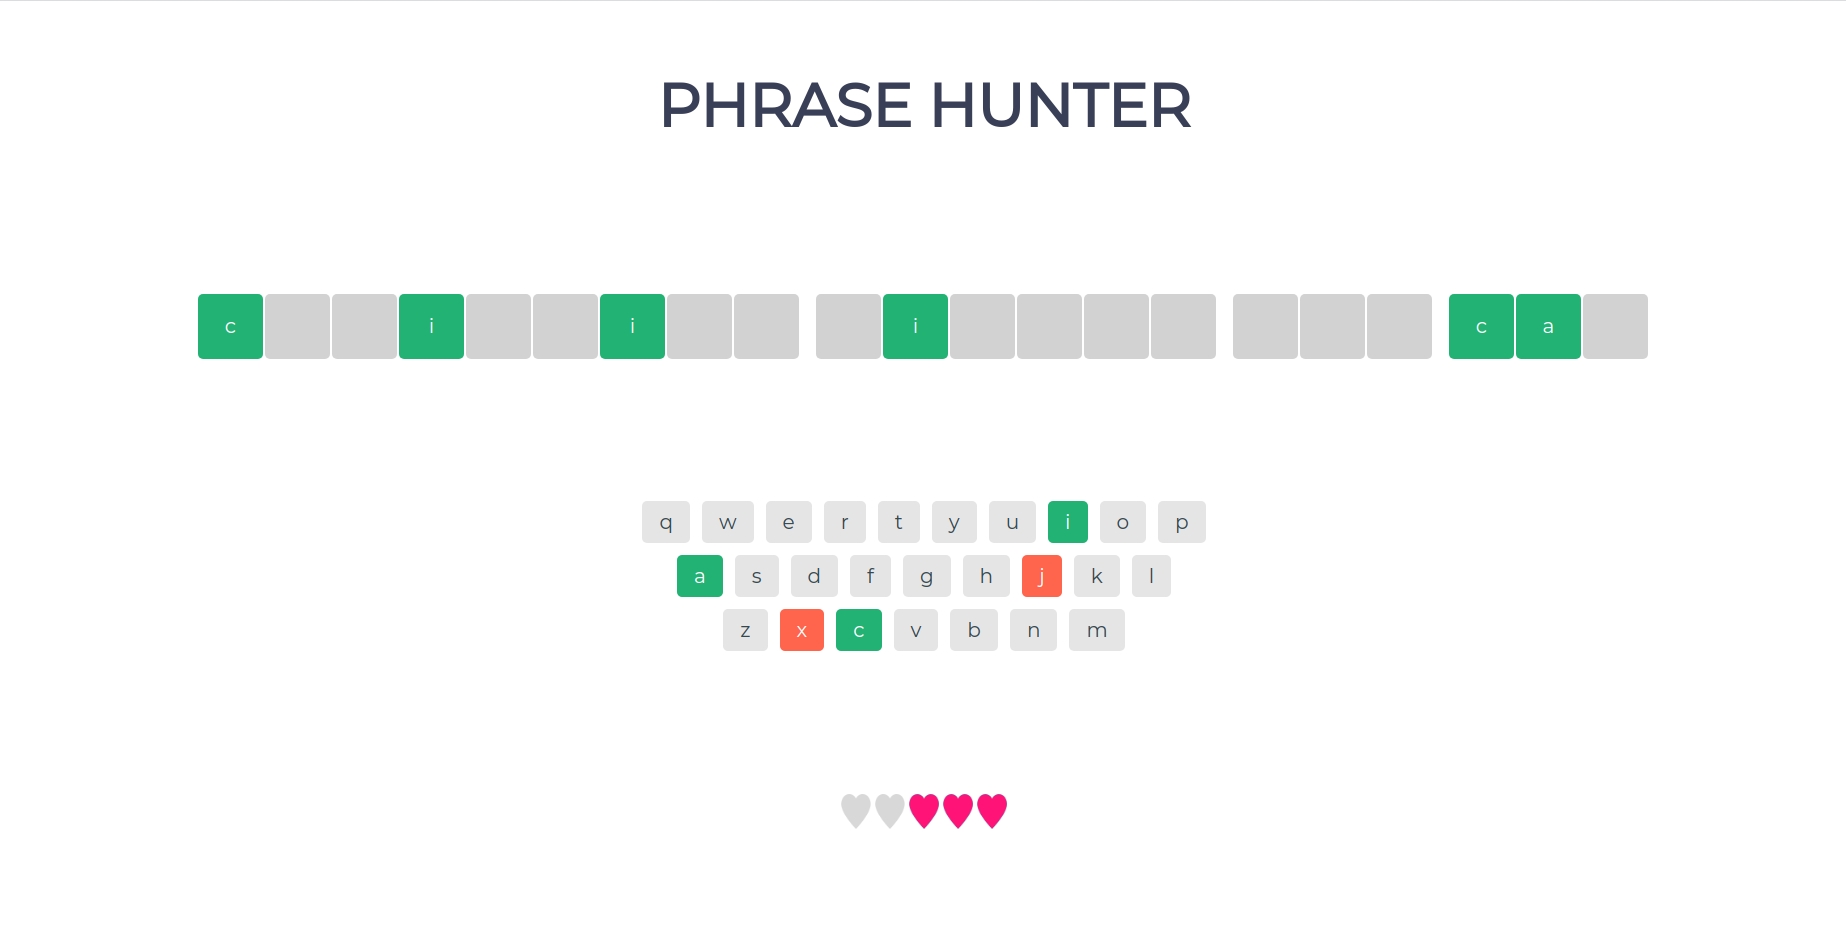 PHRASE HUNTER
c i i i c a
q w e r t y u i o p
a s d f g h j k l
z x c v b n m